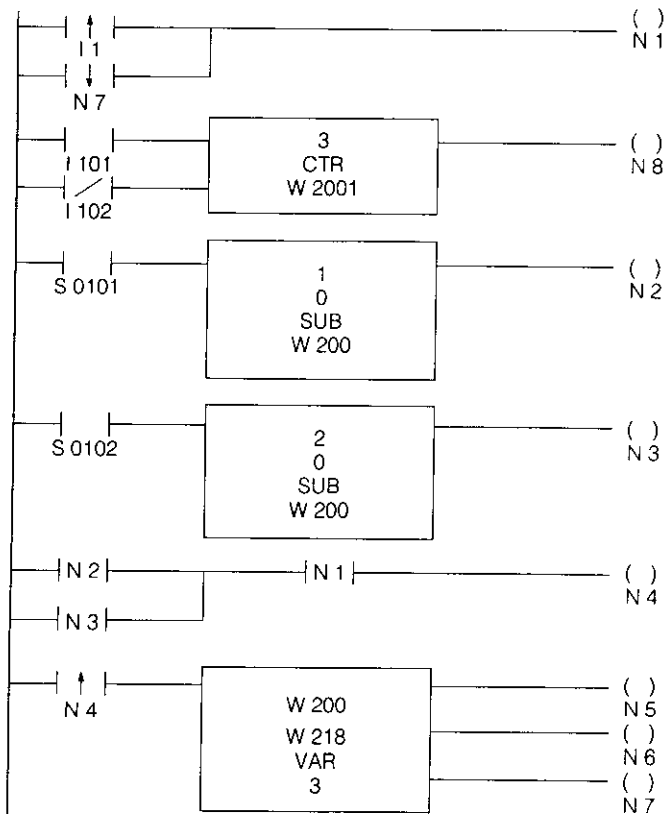 ( )
I 1
N 1
N 7
I 101
3
CTR
W 2001
( )
N 8
I 102
S 0101
1
0
SUB
W 200
( )
N 2
S 0102
2
0
SUB
W 200
( )
N 3
N 2
N 1
( )
N 4
N 3
N 4
W 200
W 218
VAR
3
( )
N 5
( )
N 6
( )
N 7